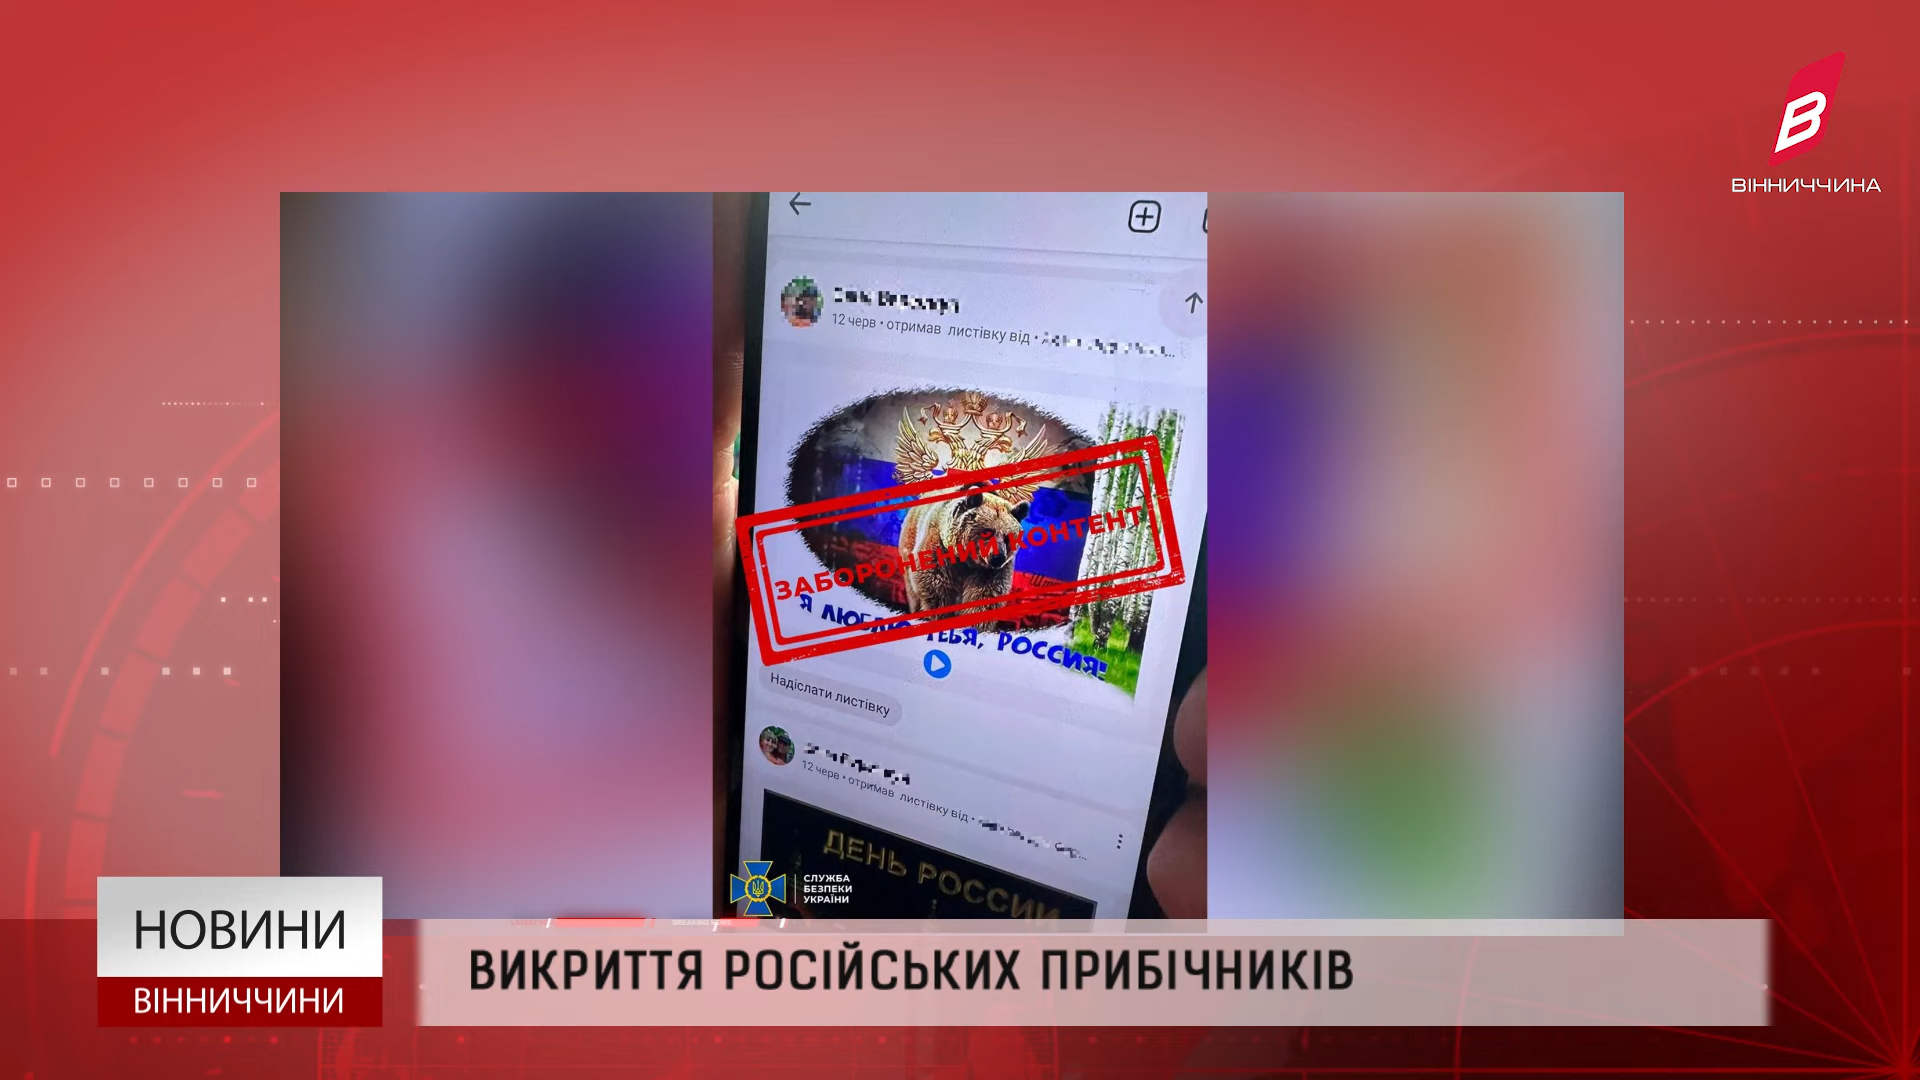 В
ВІННИЧЧИНА
12 черв • отримав листівку від •
ЗАБОРОНЕНИЙ КОНТЕНТ
Я ЛЮБЛЮ ТЕБЯ, РОССИЯ!
Надіслати листівку
12 черв • отримав листівку від •
ДЕНЬ РОССИИ
СЛУЖБА
БЕЗПЕКИ
УКРАЇНИ
НОВИНИ
ВІННИЧЧИНИ
ВИКРИТТЯ РОСІЙСЬКИХ ПРИБІЧНИКІВ